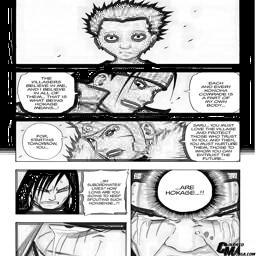 THE
VILLAGERS
BELIEVE IN ME,
AND I
BELIEVE IN ALL
OF THEM...
THAT IS
WHAT BEING
HOKAGE
MEANS.
EACH AND
EVERY
KONOHA
COMRADE IS
A PART OF
MY OWN
BODY...
SARU, YOU MUST
LOVE THE VILLAGE
AND PROTECT
THOSE WHO TRUST
IN YOU. AND YOU
MUST NURTURE
THEM, THOSE
TO WHOM YOU
CAN ENTRUST
THE FUTURE...
FOR,
STARTING
TOMORROW,
YOU...
MY
SUBORDINATES'
LIVES? HOW
LONG ARE YOU
GOING TO KEEP
SPOUTING SUCH
NONSENSE...!!
...ARE
HOKAGE...!!